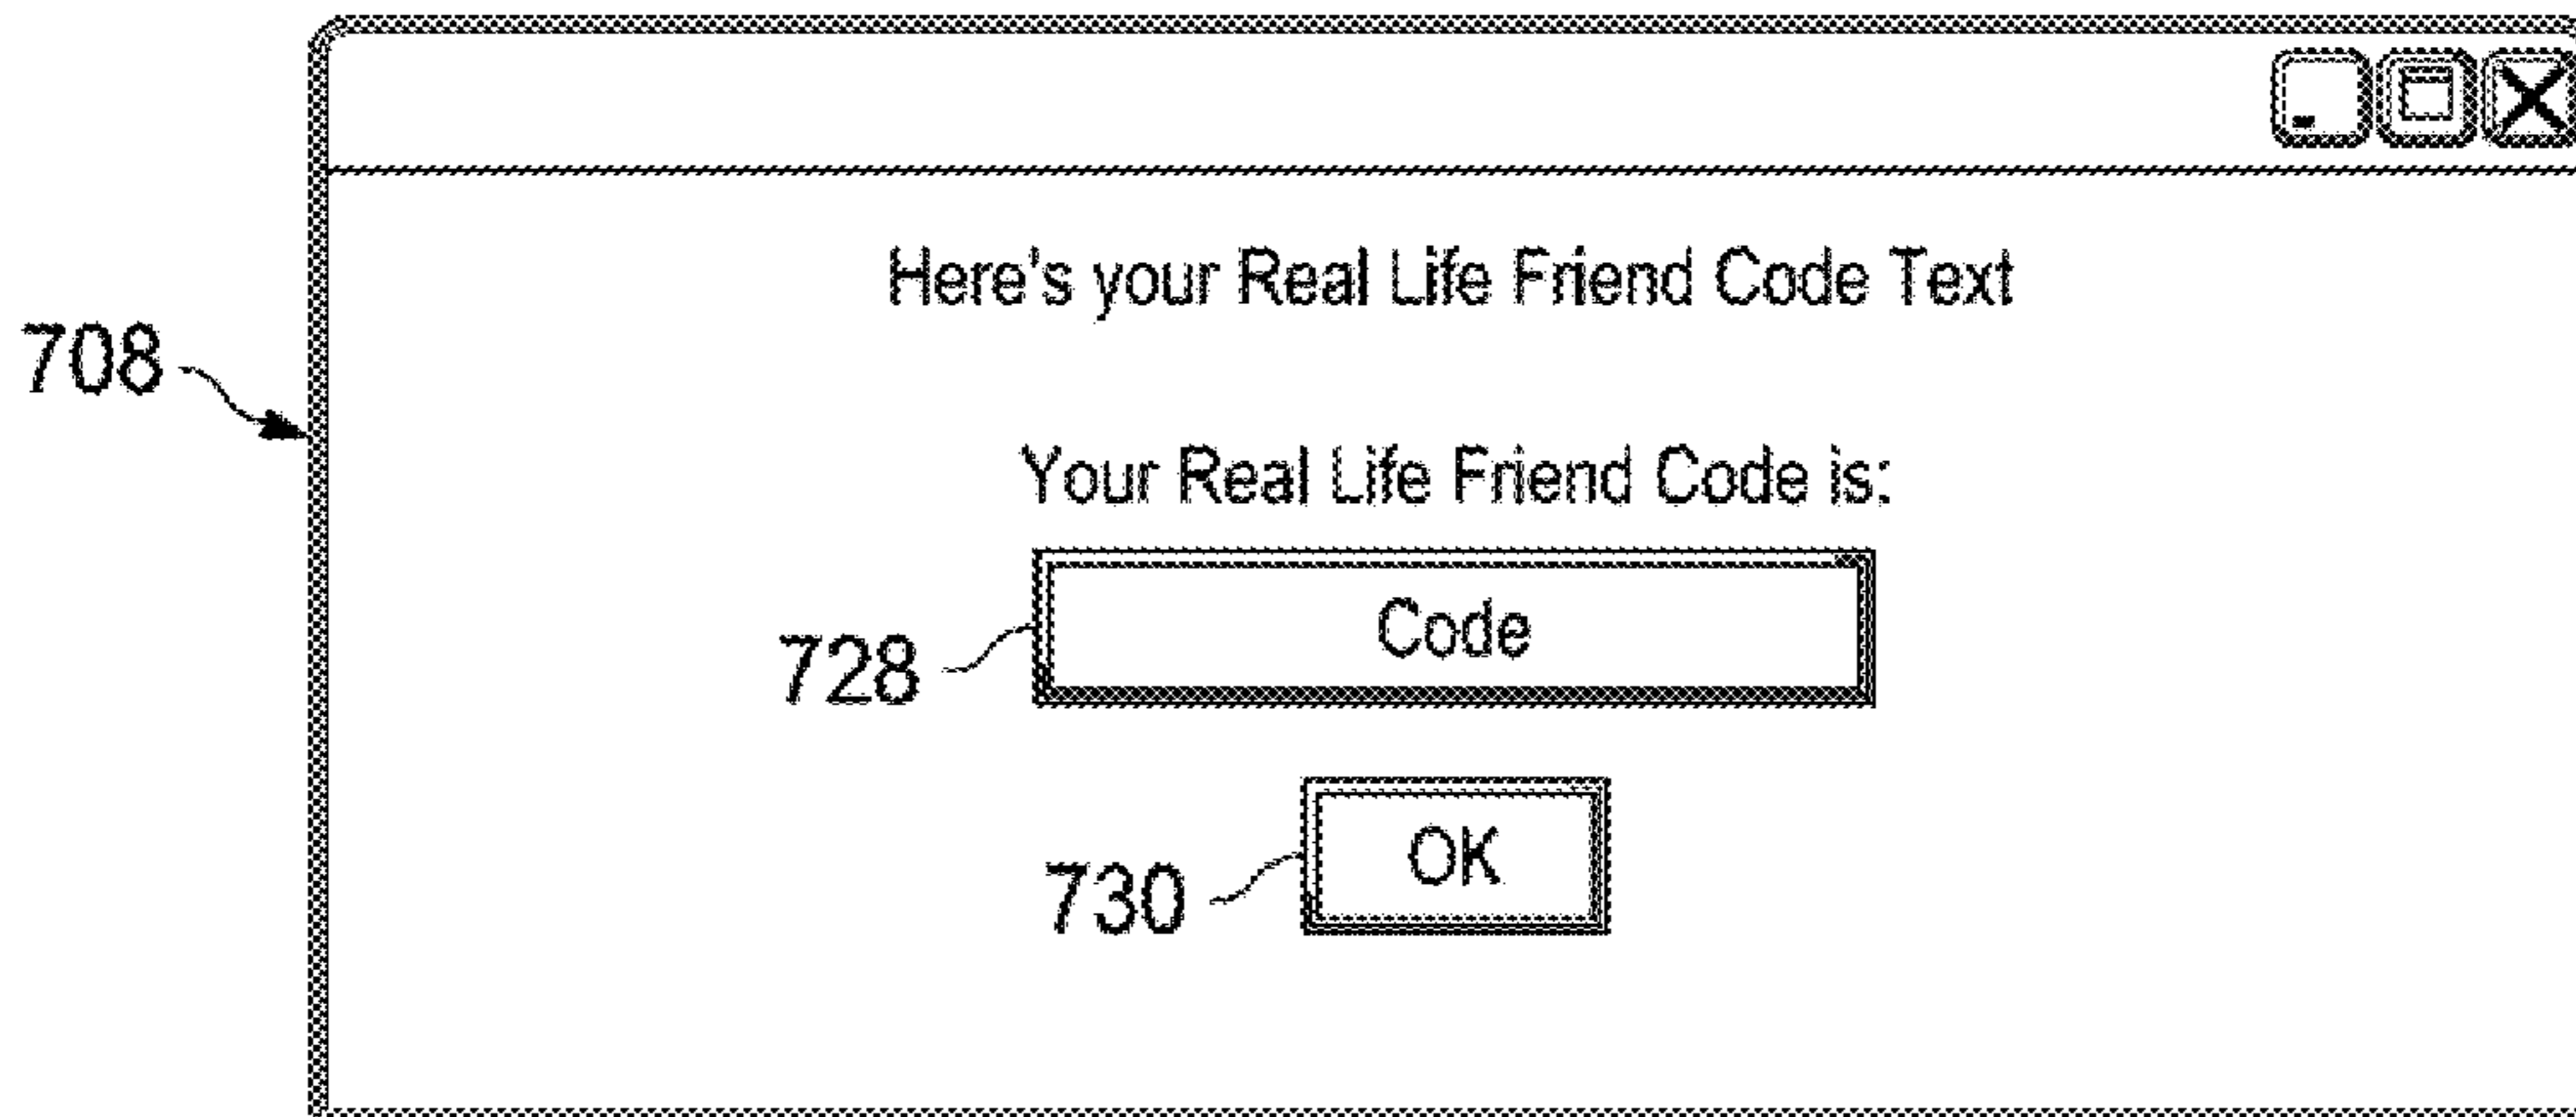 Here's your Real Life Friend Code Text
708
Your Real Life Friend Code is:
Code
728
OK
730